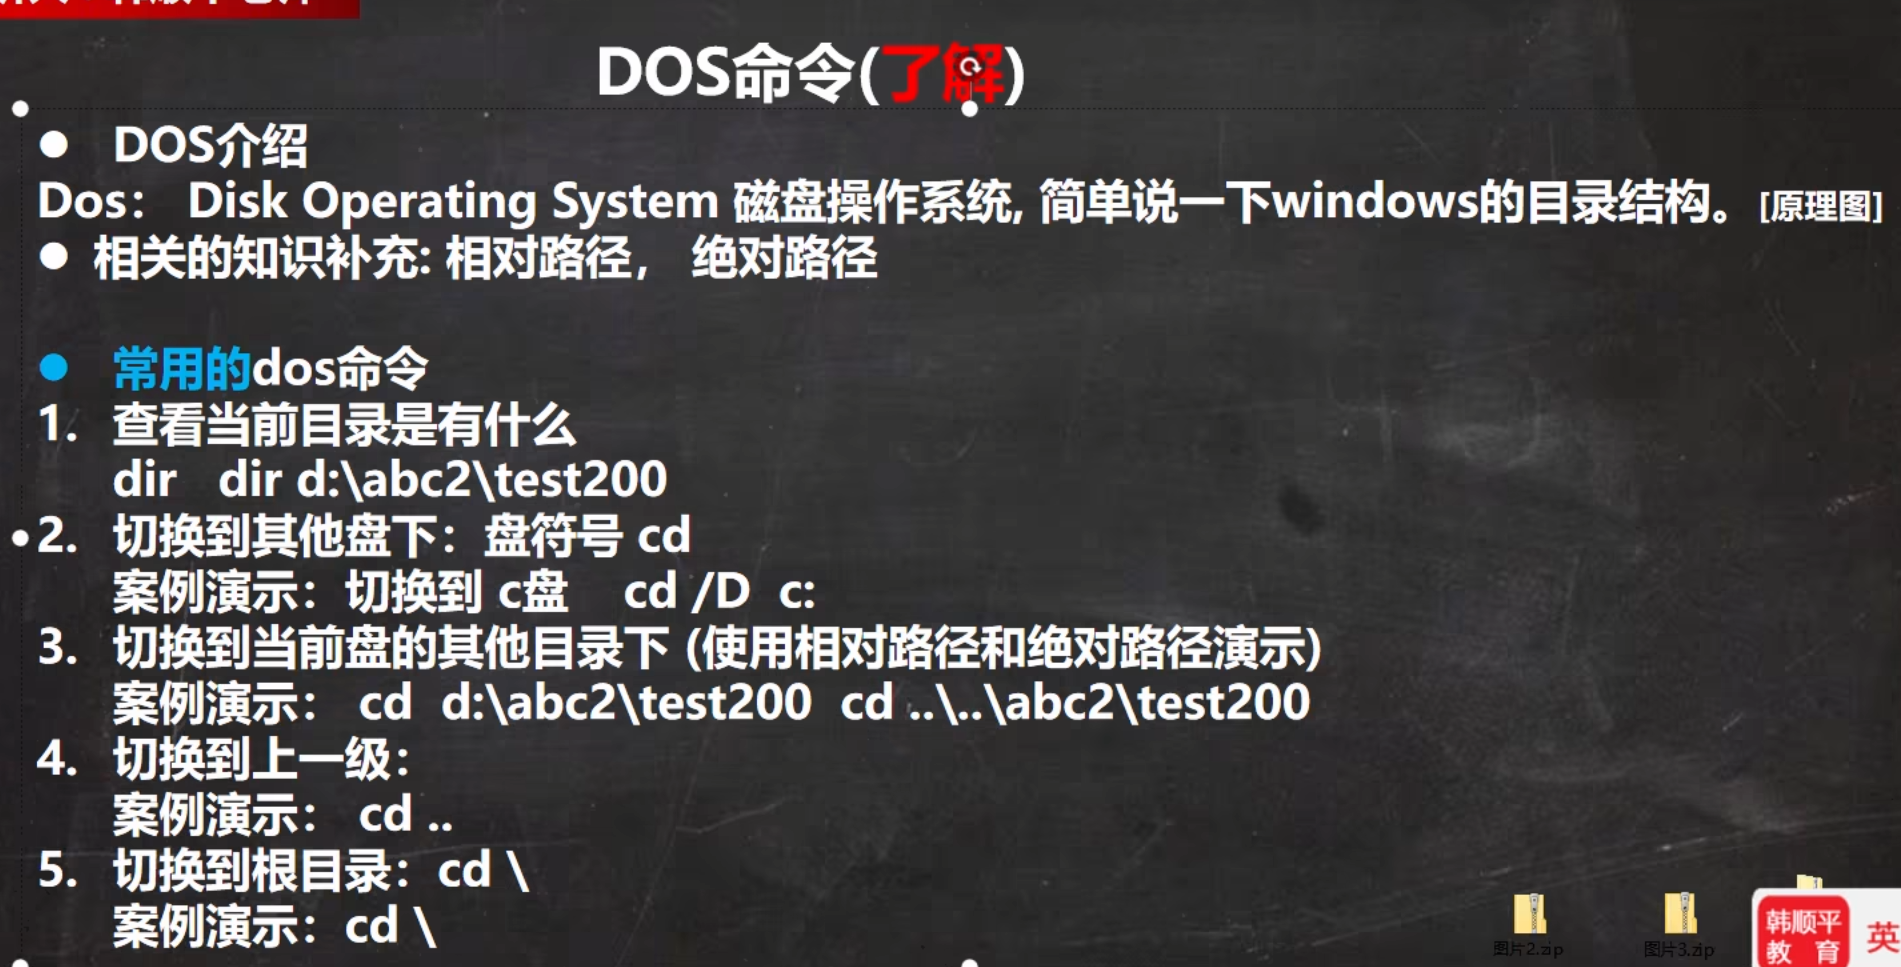 DOS命令(了解)
● DOS介绍
Dos： Disk Operating System 磁盘操作系统, 简单说一下windows的目录结构。[原理图]
● 相关的知识补充: 相对路径， 绝对路径
● 常用的dos命令
1. 查看当前目录是有什么
dir dir d:\abc2\test200
2. 切换到其他盘下：盘符号 cd
案例演示：切换到 c盘 cd /D c:
3. 切换到当前盘的其他目录下 (使用相对路径和绝对路径演示)
案例演示： cd d:\abc2\test200 cd ..\..\abc2\test200
4. 切换到上一级：
案例演示： cd ..
5. 切换到根目录：cd \
案例演示：cd \
图片2.zip 图片3.zip
韩顺平
教育
英